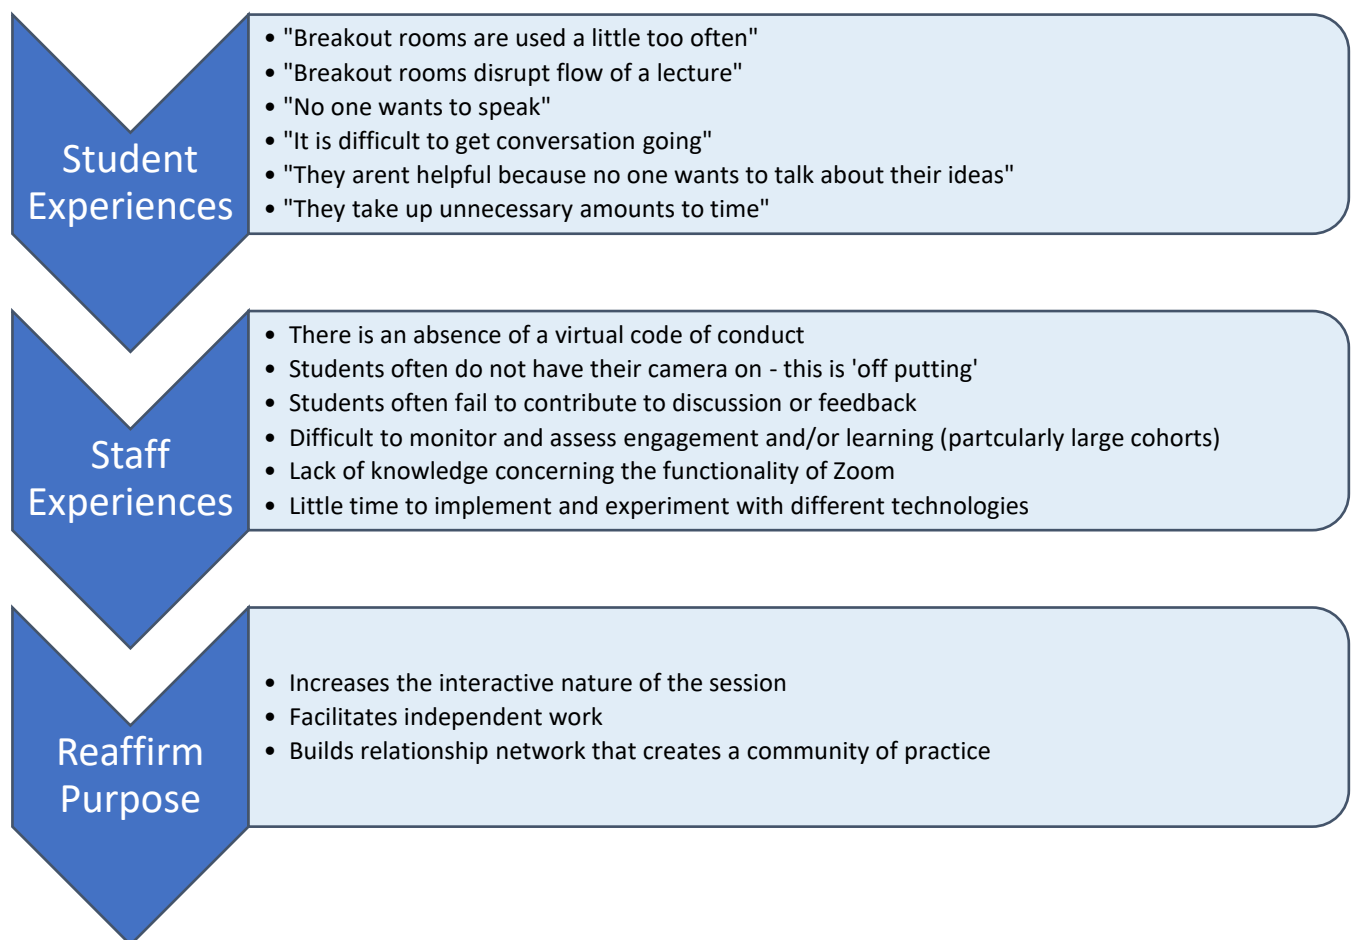 Student
Experiences
• "Breakout rooms are used a little too often"
• "Breakout rooms disrupt flow of a lecture"
• "No one wants to speak"
• "It is difficult to get conversation going"
• "They arent helpful because no one wants to talk about their ideas"
• "They take up unnecessary amounts to time"
Staff
Experiences
• There is an absence of a virtual code of conduct
• Students often do not have their camera on - this is 'off putting'
• Students often fail to contribute to discussion or feedback
• Difficult to monitor and assess engagement and/or learning (partcularly large cohorts)
• Lack of knowledge concerning the functionality of Zoom
• Little time to implement and experiment with different technologies
Reaffirm
Purpose
• Increases the interactive nature of the session
• Facilitates independent work
• Builds relationship network that creates a community of practice